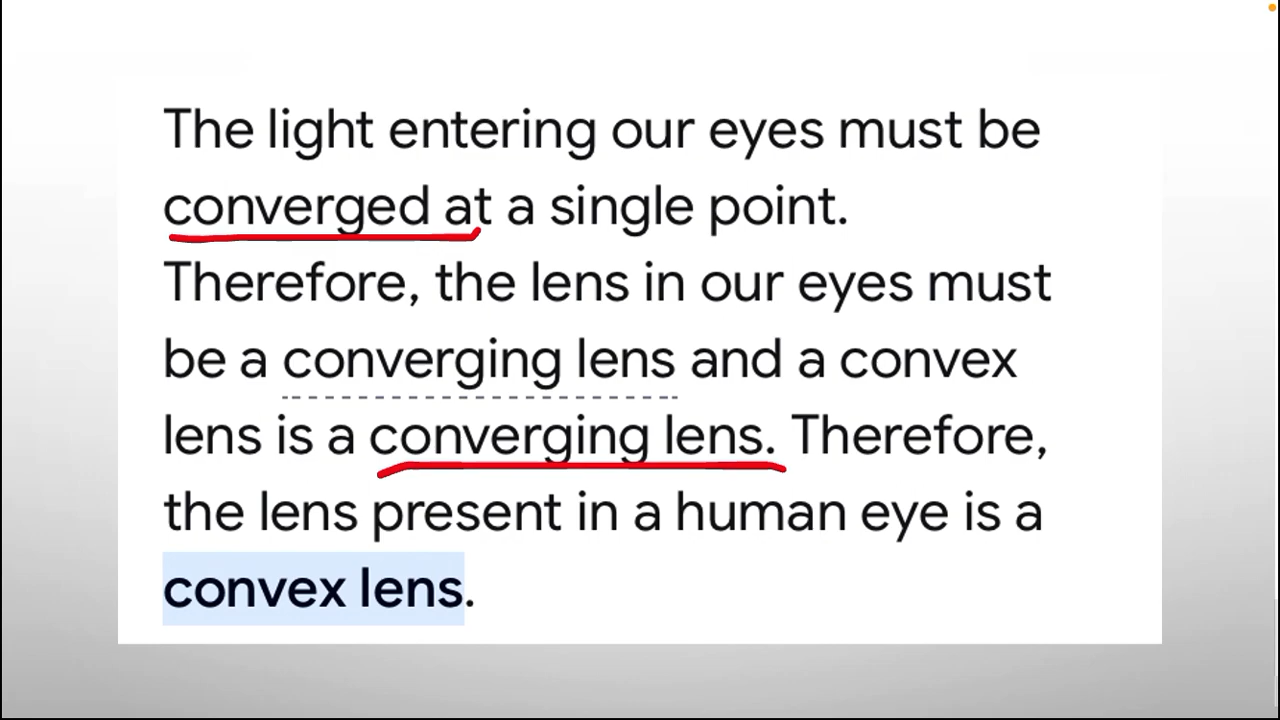 The light entering our eyes must be
converged at a single point.
Therefore, the lens in our eyes must
be a converging lens and a convex
lens is a converging lens. Therefore,
the lens present in a human eye is a
convex lens.